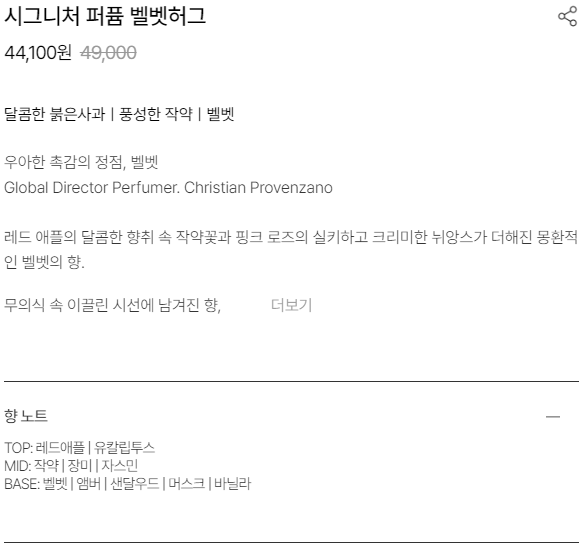 시그니처 퍼퓸 벨벳허그
44,100원 49,000
달콤한 붉은사과 | 풍성한 작약 | 벨벳
우아한 촉감의 정점, 벨벳
Global Director Perfumer. Christian Provenzano
레드 애플의 달콤한 향취 속 작약꽃과 핑크 로즈의 실키하고 크리미한 뉘앙스가 더해진 몽환적
인 벨벳의 향.
무의식 속 이끌린 시선에 남겨진 향, 더보기
향 노트
TOP: 레드애플 | 유칼립투스
MID: 작약 | 장미 | 자스민
BASE: 벨벳 | 앰버 | 샌달우드 | 머스크 | 바닐라